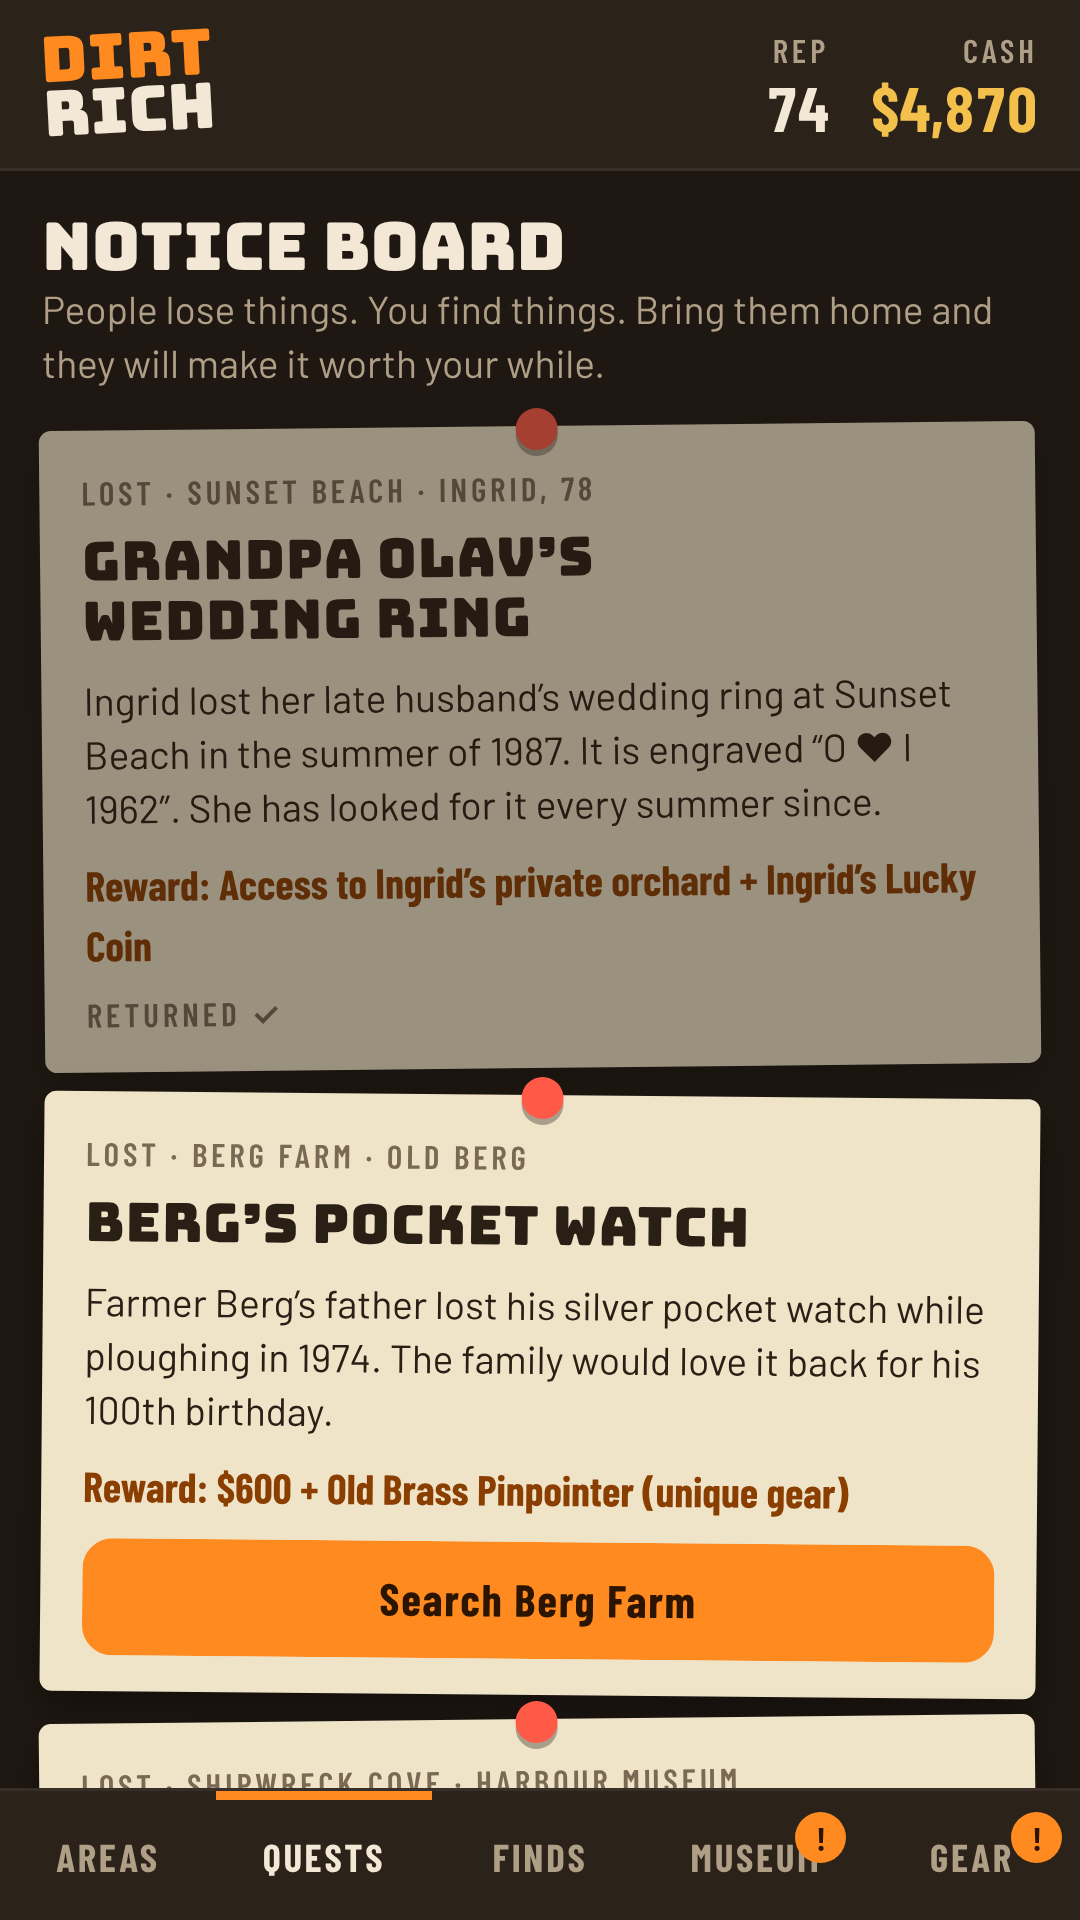 DIRT
RICH
REP
74
CASH
$4,870
NOTICE BOARD
People lose things. You find things. Bring them home and
they will make it worth your while.
LOST · SUNSET BEACH · INGRID, 78
GRANDPA OLAV’S
WEDDING RING
Ingrid lost her late husband’s wedding ring at Sunset
Beach in the summer of 1987. It is engraved “O ♥ I
1962”. She has looked for it every summer since.
Reward: Access to Ingrid’s private orchard + Ingrid’s Lucky
Coin
RETURNED ✓
LOST · BERG FARM · OLD BERG
BERG’S POCKET WATCH
Farmer Berg’s father lost his silver pocket watch while
ploughing in 1974. The family would love it back for his
100th birthday.
Reward: $600 + Old Brass Pinpointer (unique gear)
Search Berg Farm
LOST · SHIPWRECK COVE · HARBOUR MUSEUM
AREAS
QUESTS
FINDS
MUSEUM
!
GEAR
!